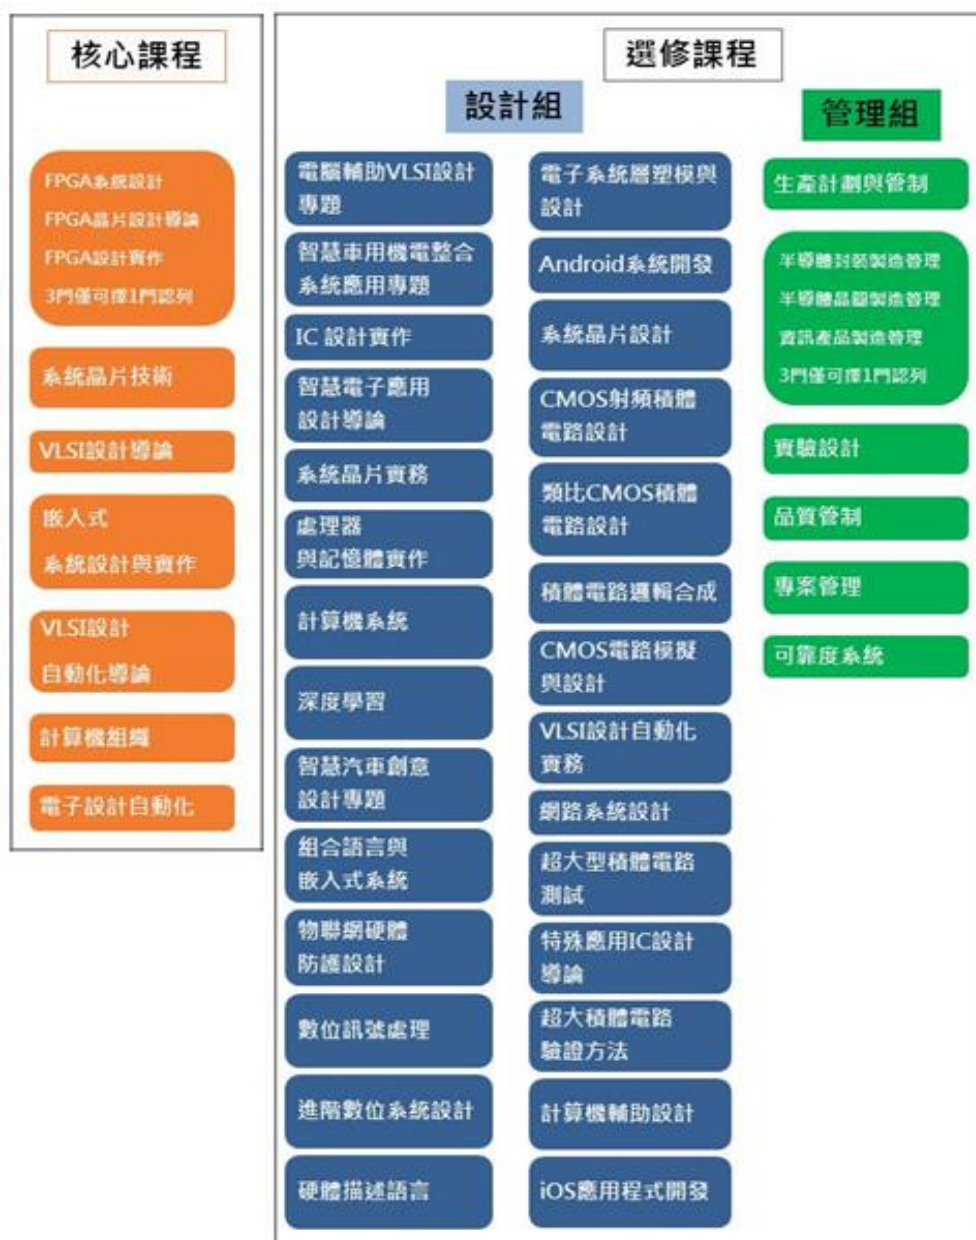 核心課程
FPGA系統設計
FPGA晶片設計導論
FPGA設計實作
3門僅可擇1門認列
系統晶片技術
VLSI設計導論
嵌入式
系統設計與實作
VLSI設計
自動化導論
計算機組織
電子設計自動化
選修課程
設計組
電腦輔助VLSI設計
專題
智慧車用機電整合
系統應用專題
IC 設計實作
智慧電子應用
設計導論
系統晶片實務
處理器
與記憶體實作
計算機系統
深度學習
智慧汽車創意
設計專題
組合語言與
嵌入式系統
物聯網硬體
防護設計
數位訊號處理
進階數位系統設計
硬體描述語言
電子系統層塑模與
設計
Android系統開發
系統晶片設計
CMOS射頻積體
電路設計
類比CMOS積體
電路設計
積體電路邏輯合成
CMOS電路模擬
與設計
VLSI設計自動化
實務
網路系統設計
超大型積體電路
測試
特殊應用IC設計
導論
超大積體電路
驗證方法
計算機輔助設計
iOS應用程式開發
管理組
生產計劃與管制
半導體封裝製造管理
半導體晶圓製造管理
資訊產品製造管理
3門僅可擇1門認列
實驗設計
品質管制
專案管理
可靠度系統